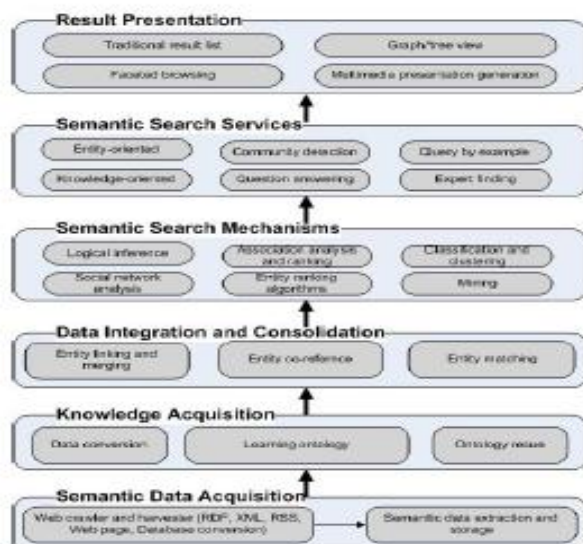 Result Presentation
Traditional result list
Graph/tree view
Faceted browsing
Multimedia presentation generation
Semantic Search Services
Entity-oriented
Community detection
Query by example
Knowledge-oriented
Question answering
Expert finding
Semantic Search Mechanisms
Logical inference
Association analysis
and ranking
Classification and
clustering
Social network
analysis
Entity ranking
algorithms
Mining
Data Integration and Consolidation
Entity linking and
merging
Entity co-refernce
Entity matching
Knowledge Acquisition
Data conversion
Learning ontology
Ontology reuse
Semantic Data Acquisition
Web crawler and harvester (RDF, XML, RSS,
Web page, Database conversion)
Semantic data extraction and
storage